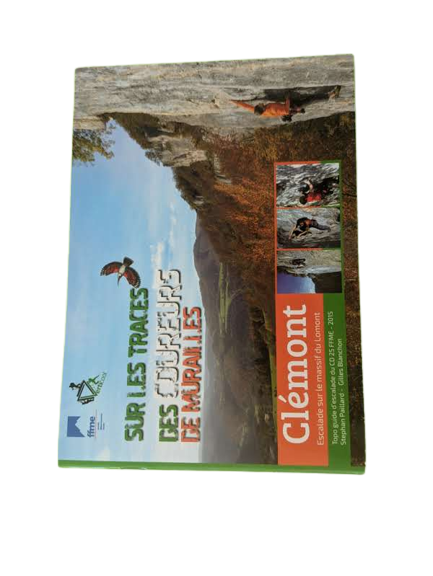 SUR LES TRACES
DES COUREURS
DE MURAILLES
Clémont
Escalade sur le massif du Lomont
Topo guide d'escalade du CD 25 FFME - 2015
Stephan Paillard - Gilles Blanchon
ffme